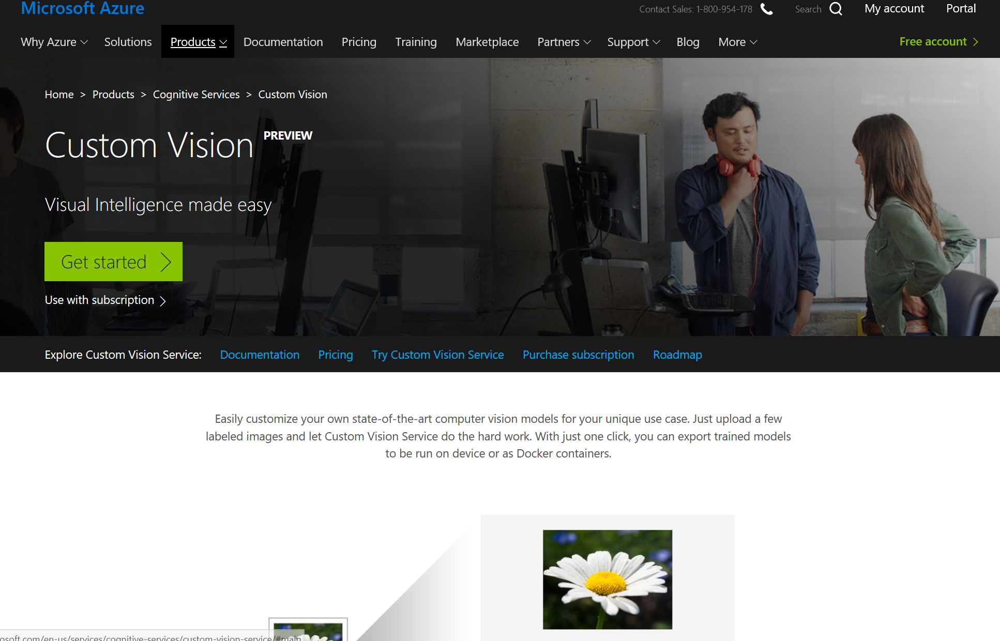 Microsoft Azure
Contact Sales: 1-800-954-178
Search
My account
Portal
Why Azure
Solutions
Products
Documentation
Pricing
Training
Marketplace
Partners
Support
Blog
More
Free account
Home > Products > Cognitive Services > Custom Vision
Custom Vision PREVIEW
Visual Intelligence made easy
Get started
Use with subscription
Explore Custom Vision Service: Documentation Pricing Try Custom Vision Service Purchase subscription Roadmap
Easily customize your own state-of-the-art computer vision models for your unique use case. Just upload a few
labeled images and let Custom Vision Service do the hard work. With just one click, you can export trained models
to be run on device or as Docker containers.
osoft.com/en-us/services/cognitive-services/custom-vision-service/#main